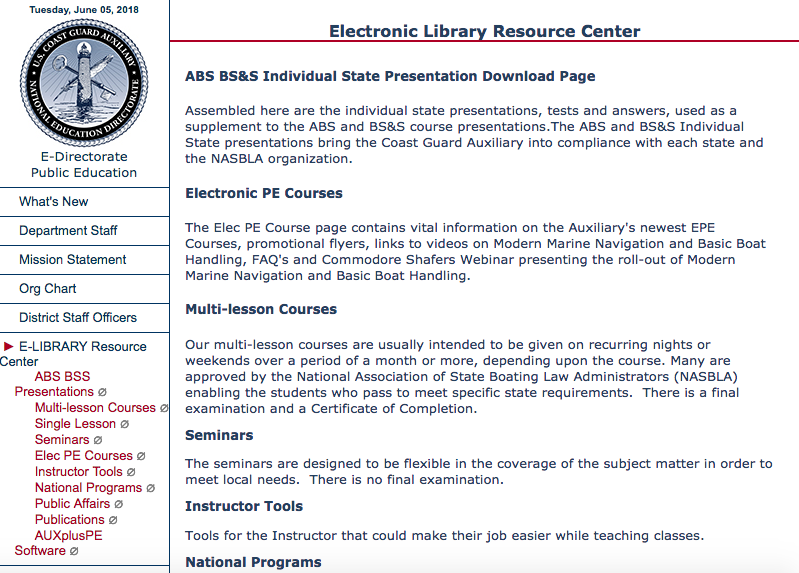 Tuesday, June 05, 2018
U.S. COAST GUARD AUXILIARY
NATIONAL EDUCATION DIRECTORATE
E-Directorate
Public Education
What's New
Department Staff
Mission Statement
Org Chart
District Staff Officers
E-LIBRARY Resource
Center
ABS BSS
Presentations
Multi-lesson Courses
Single Lesson
Seminars
Elec PE Courses
Instructor Tools
National Programs
Public Affairs
Publications
AUXplusPE
Software
Electronic Library Resource Center
ABS BS&S Individual State Presentation Download Page
Assembled here are the individual state presentations, tests and answers, used as a
supplement to the ABS and BS&S course presentations.The ABS and BS&S Individual
State presentations bring the Coast Guard Auxiliary into compliance with each state and
the NASBLA organization.
Electronic PE Courses
The Elec PE Course page contains vital information on the Auxiliary's newest EPE
Courses, promotional flyers, links to videos on Modern Marine Navigation and Basic Boat
Handling, FAQ's and Commodore Shafers Webinar presenting the roll-out of Modern
Marine Navigation and Basic Boat Handling.
Multi-lesson Courses
Our multi-lesson courses are usually intended to be given on recurring nights or
weekends over a period of a month or more, depending upon the course. Many are
approved by the National Association of State Boating Law Administrators (NASBLA)
enabling the students who pass to meet specific state requirements.  There is a final
examination and a Certificate of Completion.
Seminars
The seminars are designed to be flexible in the coverage of the subject matter in order to
meet local needs.  There is no final examination.
Instructor Tools
Tools for the Instructor that could make their job easier while teaching classes.
National Programs